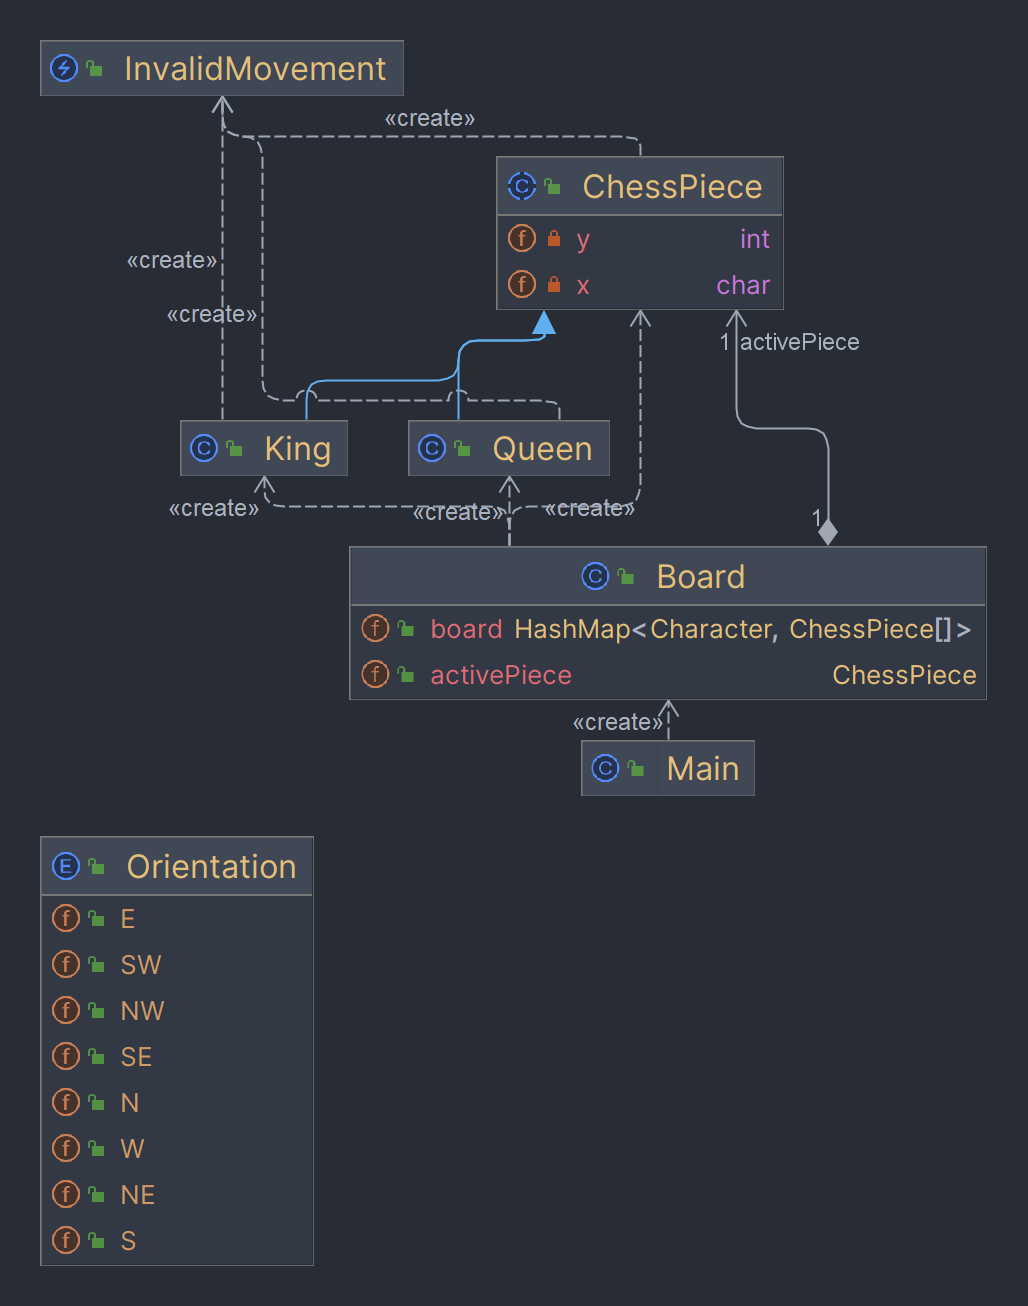 InvalidMovement
«create»
ChessPiece
y int
x char
«create»
«create»
1 activePiece
King
Queen
«create»
«create»
«create»
1
Board
board HashMap<Character, ChessPiece[]>
activePiece ChessPiece
«create»
Main
Orientation
E
SW
NW
SE
N
W
NE
S